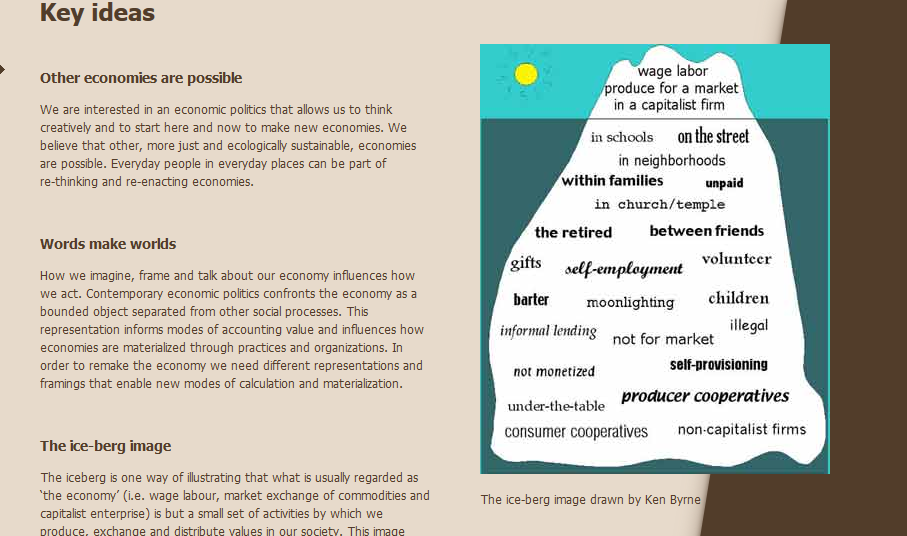 Key ideas
Other economies are possible
We are interested in an economic politics that allows us to think
creatively and to start here and now to make new economies. We
believe that other, more just and ecologically sustainable, economies
are possible. Everyday people in everyday places can be part of
re-thinking and re-enacting economies.
Words make worlds
How we imagine, frame and talk about our economy influences how
we act. Contemporary economic politics confronts the economy as a
bounded object separated from other social processes. This
representation informs modes of accounting value and influences how
economies are materialized through practices and organizations. In
order to remake the economy we need different representations and
framings that enable new modes of calculation and materialization.
The ice-berg image
The iceberg is one way of illustrating that what is usually regarded as
‘the economy’ (i.e. wage labour, market exchange of commodities and
capitalist enterprise) is but a small set of activities by which we
produce, exchange and distribute values in our society. This image
wage labor
produce for a market
in a capitalist firm
in schools on the street
in neighborhoods
within families unpaid
in church/temple
the retired between friends
gifts self-employment volunteer
barter moonlighting children
informal lending not for market illegal
not monetized self-provisioning
under-the-table producer cooperatives
consumer cooperatives non-capitalist firms
The ice-berg image drawn by Ken Byrne